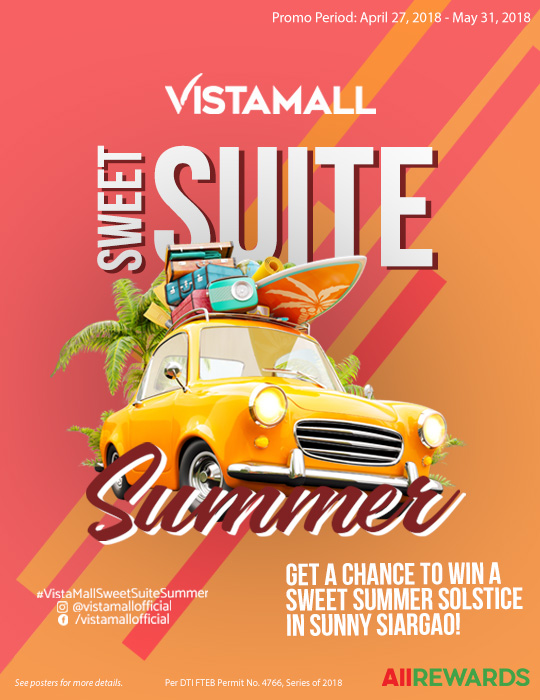 Promo Period: April 27, 2018 - May 31, 2018
VISTAMALL
SWEET
SUITE
Summer
GET A CHANCE TO WIN A
SWEET SUMMER SOLSTICE
IN SUNNY SIARGAO!
#VistaMallSweetSuiteSummer
@vistamallofficial
/vistamallofficial
See posters for more details.
Per DTI FTEB Permit No. 4766, Series of 2018
AllREWARDS